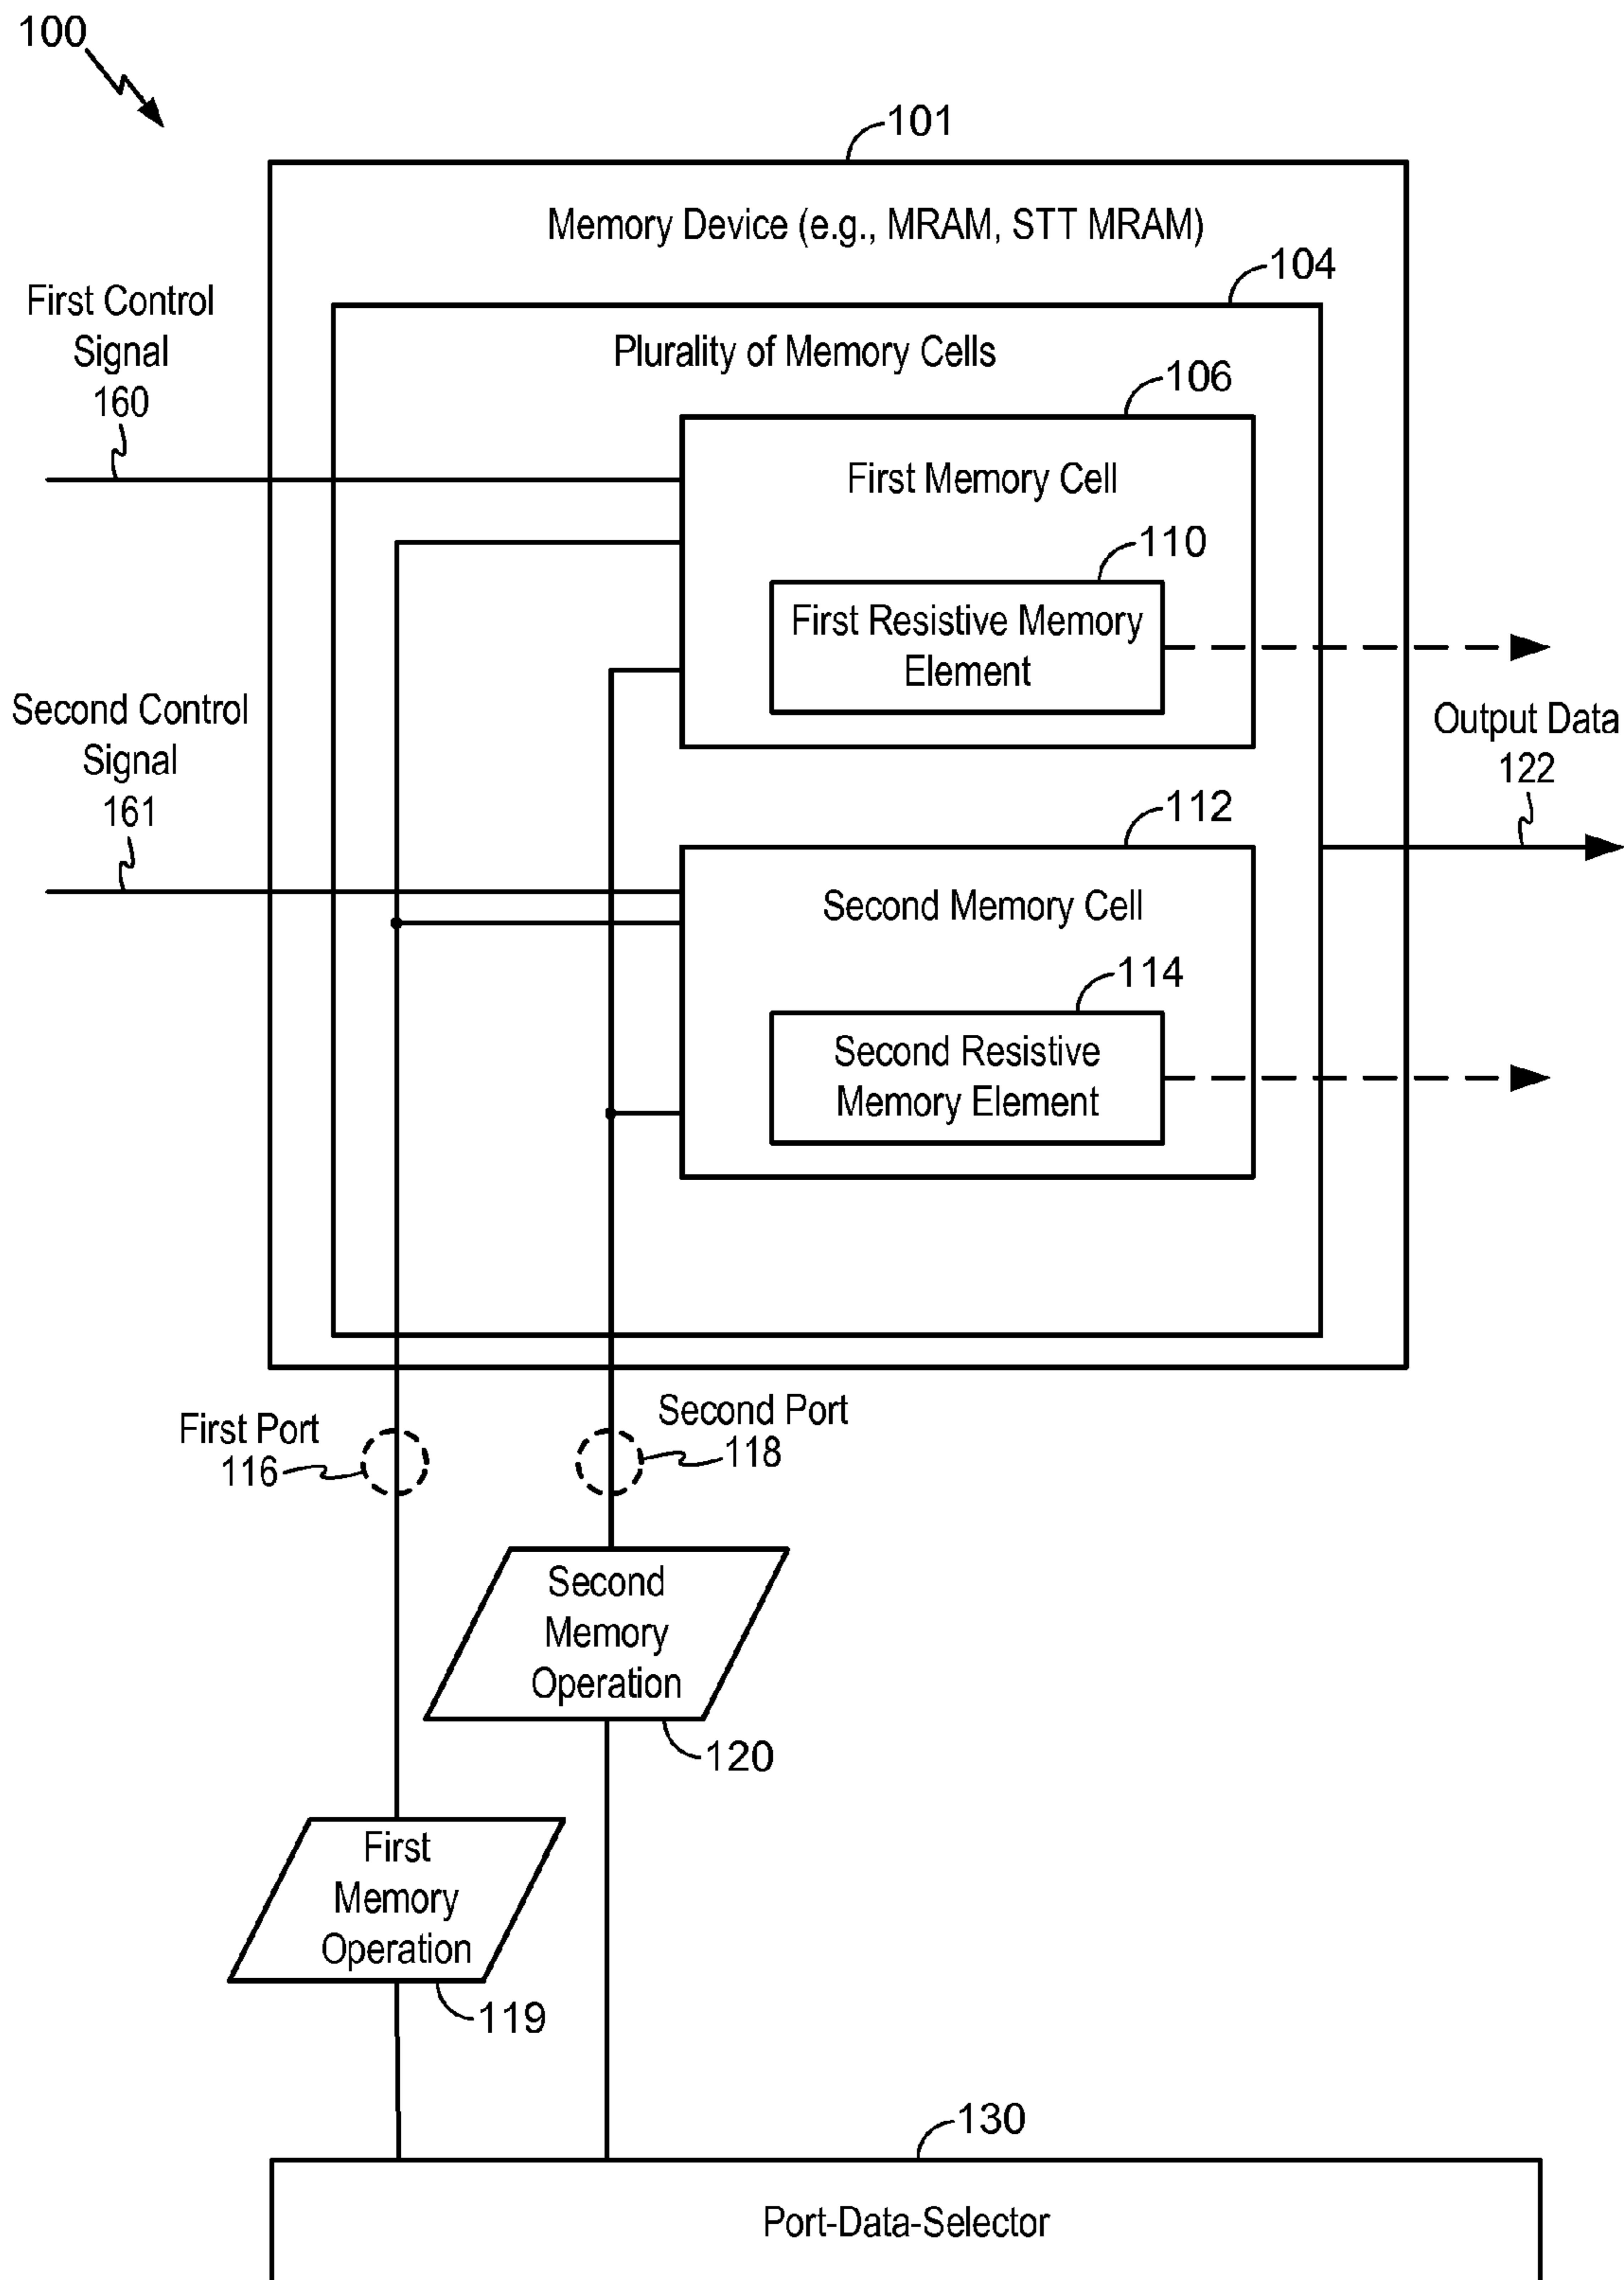 100
101
Memory Device (e.g., MRAM, STT MRAM)
104
First Control
Signal
160
Plurality of Memory Cells
106
First Memory Cell
110
First Resistive Memory
Element
Second Control
Signal
161
Output Data
122
112
Second Memory Cell
114
Second Resistive
Memory Element
First Port
116
Second Port
118
Second
Memory
Operation
120
First
Memory
Operation
119
130
Port-Data-Selector